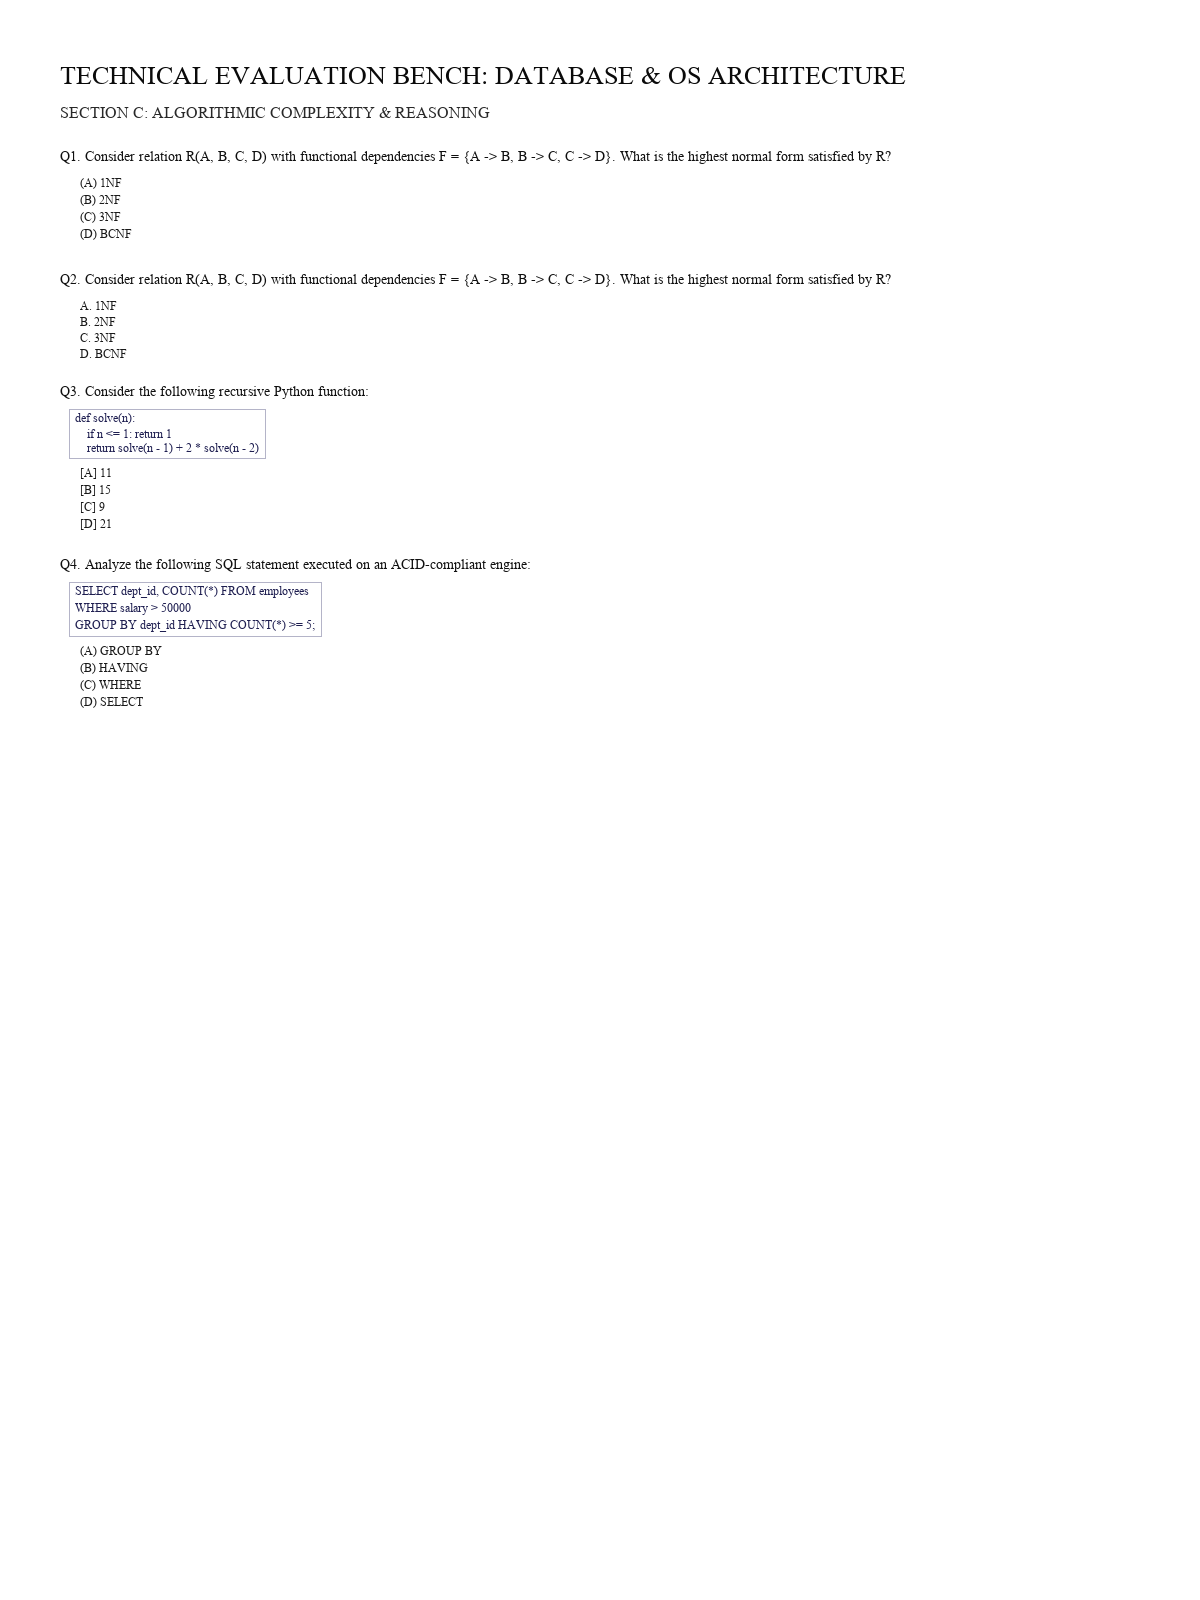 TECHNICAL EVALUATION BENCH: DATABASE & OS ARCHITECTURE
SECTION C: ALGORITHMIC COMPLEXITY & REASONING
Q1. Consider relation R(A, B, C, D) with functional dependencies F = {A -> B, B -> C, C -> D}. What is the highest normal form satisfied by R?
(A) 1NF
(B) 2NF
(C) 3NF
(D) BCNF
Q2. Consider relation R(A, B, C, D) with functional dependencies F = {A -> B, B -> C, C -> D}. What is the highest normal form satisfied by R?
A. 1NF
B. 2NF
C. 3NF
D. BCNF
Q3. Consider the following recursive Python function:
def solve(n):
    if n <= 1: return 1
    return solve(n - 1) + 2 * solve(n - 2)
[A] 11
[B] 15
[C] 9
[D] 21
Q4. Analyze the following SQL statement executed on an ACID-compliant engine:
SELECT dept_id, COUNT(*) FROM employees
WHERE salary > 50000
GROUP BY dept_id HAVING COUNT(*) >= 5;
(A) GROUP BY
(B) HAVING
(C) WHERE
(D) SELECT